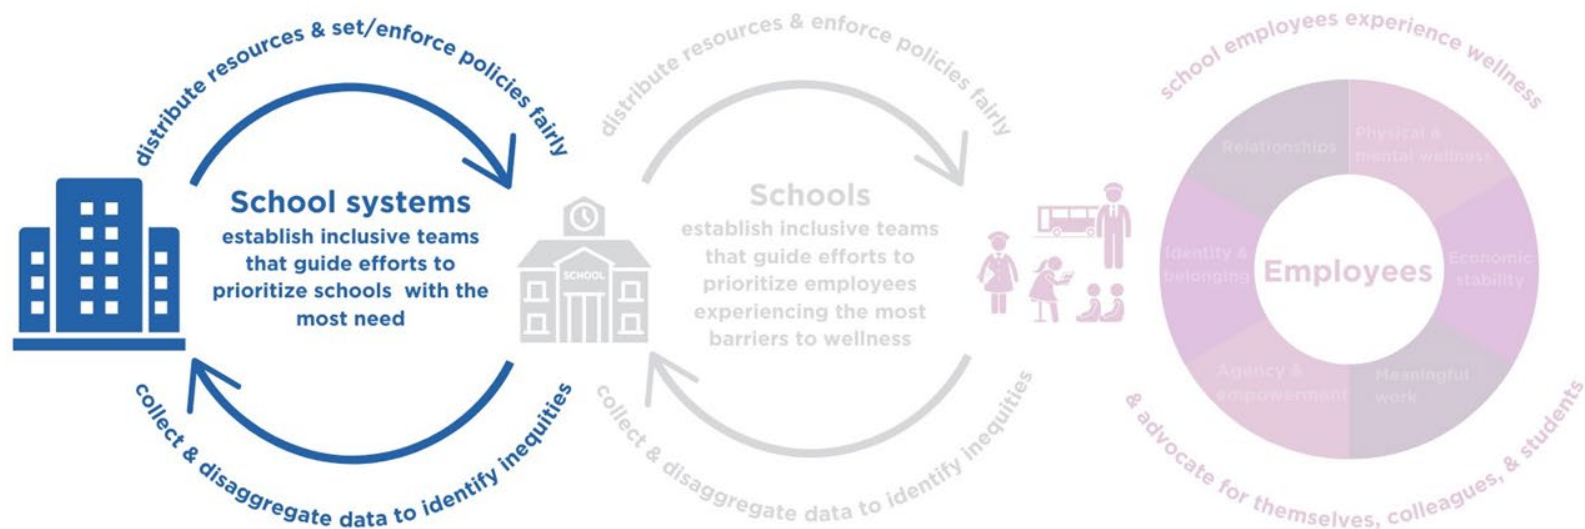 distribute resources & set/enforce policies fairly
School systems
establish inclusive teams
that guide efforts to
prioritize schools with the
most need
collect & disaggregate data to identify inequities
distribute resources & enforce policies fairly
SCHOOL
Schools
establish inclusive teams
that guide efforts to
prioritize employees
experiencing the most
barriers to wellness
collect & disaggregate data to identify inequities
school employees experience wellness
Relationships
Physical &
mental wellness
Identity &
belonging
Employees
Economic
stability
Agency &
empowerment
Meaningful
work
& advocate for themselves, colleagues, & students